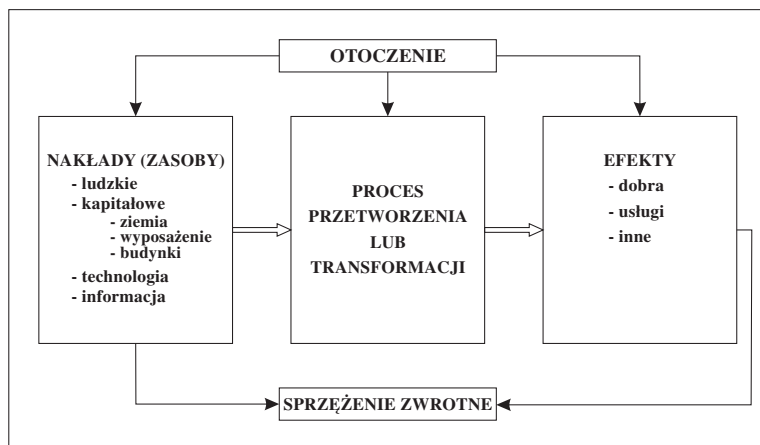 OTOCZENIE
NAKŁADY (ZASOBY)
- ludzkie
- kapitałowe
- ziemia
- wyposażenie
- budynki
- technologia
- informacja
PROCES
PRZETWORZENIA
LUB
TRANSFORMACJI
EFEKTY
- dobra
- usługi
- inne
SPRZĘŻENIE ZWROTNE